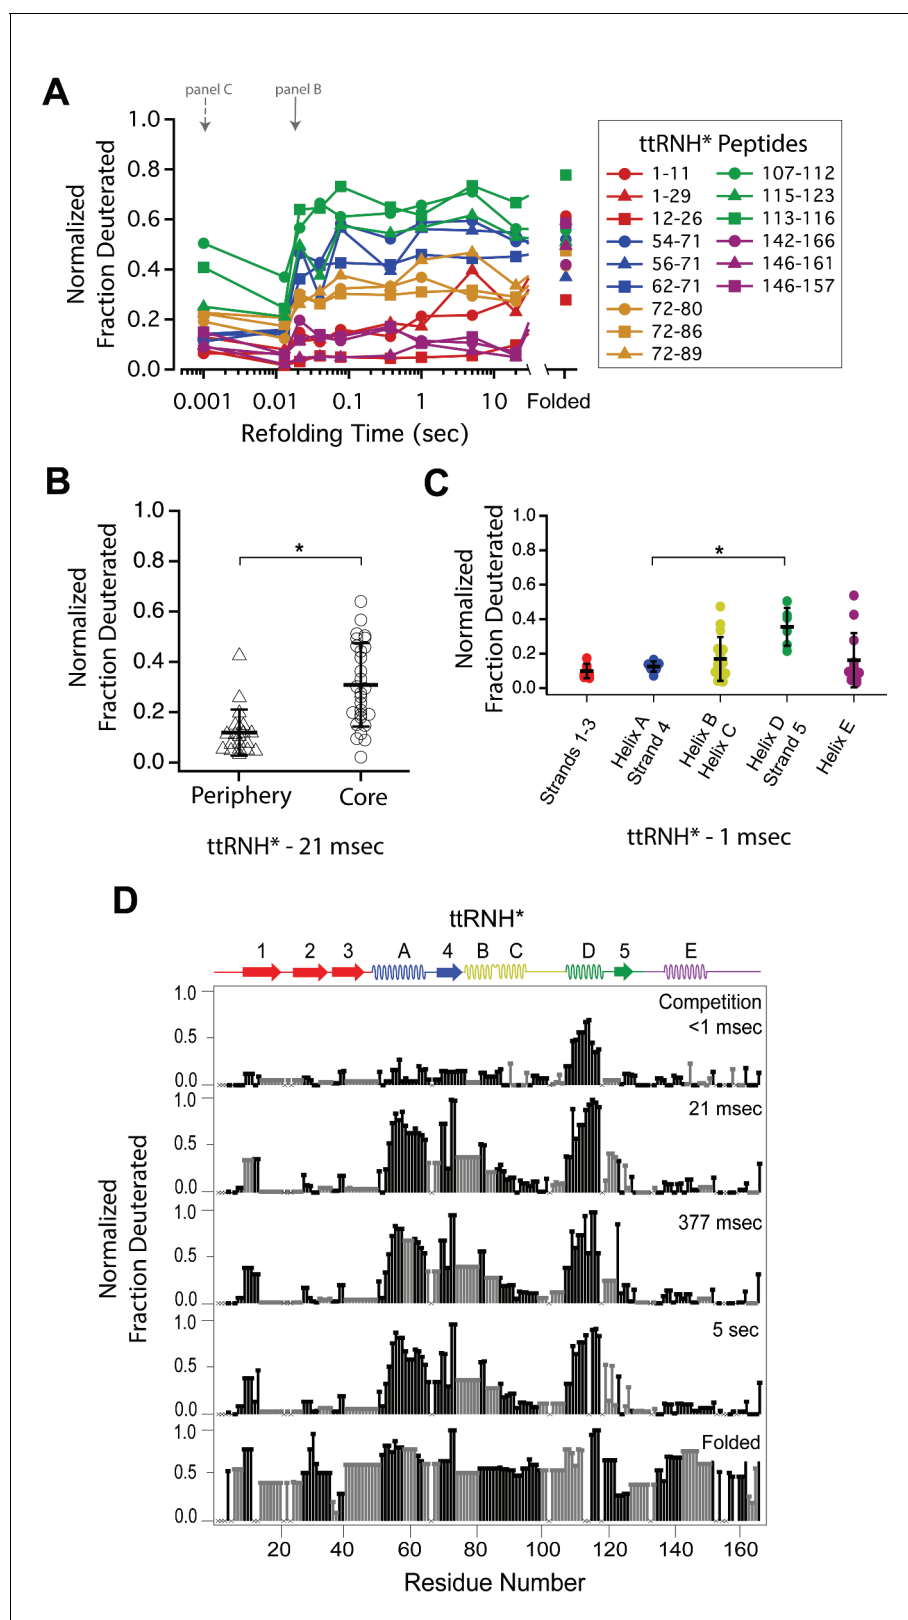 A
panel C
panel B
Normalized
Fraction Deuterated
1.0
0.8
0.6
0.4
0.2
0.0
0.001
0.01
0.1
1
10
Folded
Refolding Time (sec)
ttRNH* Peptides
1-11
1-29
12-26
54-71
56-71
62-71
72-80
72-86
72-89
107-112
115-123
113-116
142-166
146-161
146-157
B
Normalized
Fraction Deuterated
1.0
0.8
0.6
0.4
0.2
0.0
*
Periphery
Core
ttRNH* - 21 msec
C
Normalized
Fraction Deuterated
1.0
0.8
0.6
0.4
0.2
0.0
*
Strands 1-3
Helix A
Strand 4
Helix B
Helix C
Helix D
Strand 5
Helix E
ttRNH* - 1 msec
D
ttRNH*
1 2 3 A 4 B C D 5 E
Normalized
Fraction Deuterated
1.0
0.5
0.0
Competition
<1 msec
1.0
0.5
0.0
21 msec
1.0
0.5
0.0
377 msec
1.0
0.5
0.0
5 sec
1.0
0.5
0.0
Folded
20 40 60 80 100 120 140 160
Residue Number